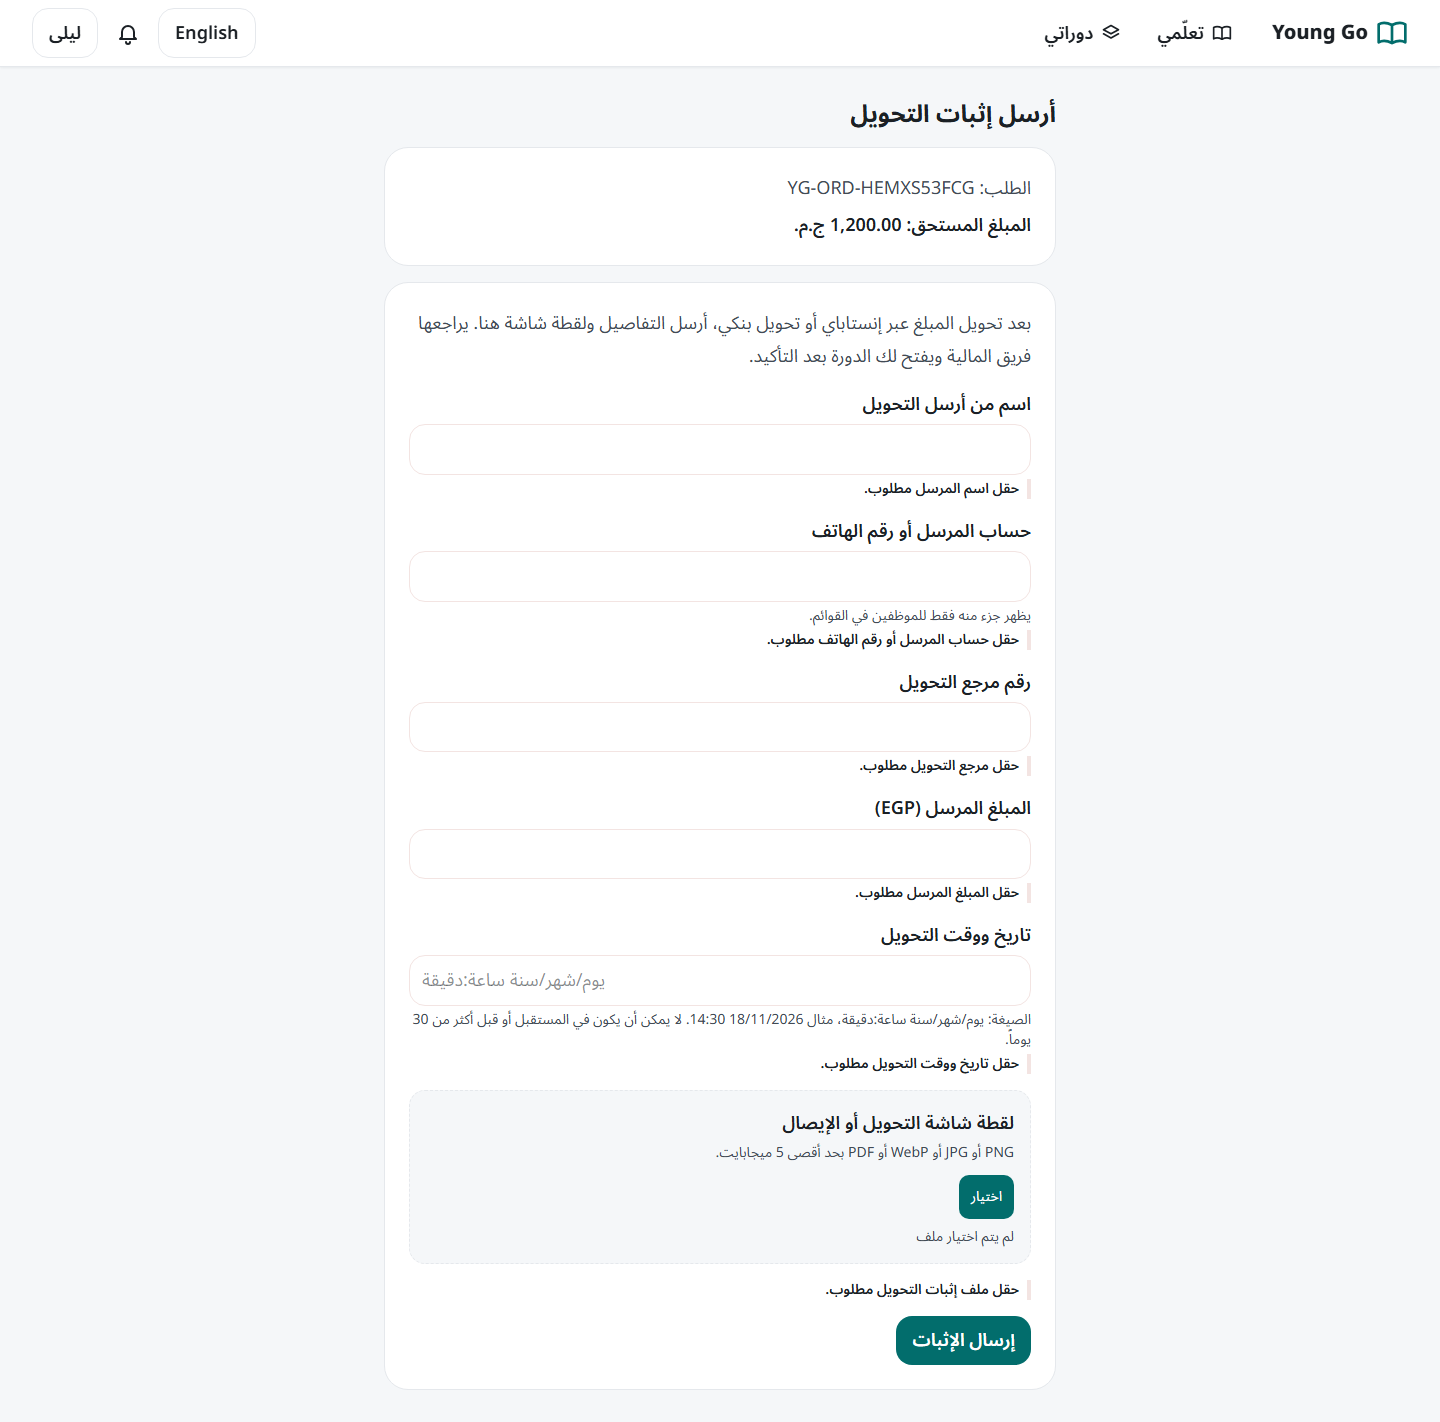 Young Go
تعلّمي
دوراتي
English
ليلى
أرسل إثبات التحويل
الطلب: YG-ORD-HEMXS53FCG
المبلغ المستحق: 1,200.00 ج.م.
بعد تحويل المبلغ عبر إنستاباي أو تحويل بنكي، أرسل التفاصيل ولقطة شاشة هنا. يراجعها
فريق المالية ويفتح لك الدورة بعد التأكيد.
اسم من أرسل التحويل
حقل اسم المرسل مطلوب.
حساب المرسل أو رقم الهاتف
يظهر جزء منه فقط للموظفين في القوائم.
حقل حساب المرسل أو رقم الهاتف مطلوب.
رقم مرجع التحويل
حقل مرجع التحويل مطلوب.
المبلغ المرسل (EGP)
حقل المبلغ المرسل مطلوب.
تاريخ ووقت التحويل
يوم/شهر/سنة ساعة:دقيقة
الصيغة: يوم/شهر/سنة ساعة:دقيقة، مثال 18/11/2026 14:30. لا يمكن أن يكون في المستقبل أو قبل أكثر من 30
يوماً.
حقل تاريخ ووقت التحويل مطلوب.
لقطة شاشة التحويل أو الإيصال
PNG أو JPG أو WebP أو PDF بحد أقصى 5 ميجابايت.
اختيار
لم يتم اختيار ملف
حقل ملف إثبات التحويل مطلوب.
إرسال الإثبات